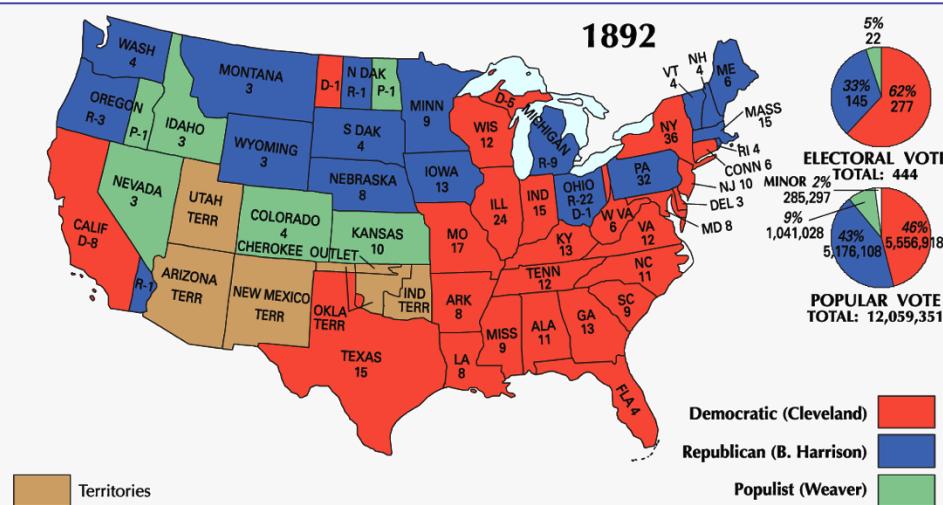 1892
WASH
4
OREGON
R-3
P-1
IDAHO
3
MONTANA
3
D-1
N DAK
R-1
P-1
MINN
9
S DAK
4
WYOMING
3
NEBRASKA
8
IOWA
13
WIS
12
D-5
MICHIGAN
R-9
NEVADA
3
CALIF
D-8
R-1
UTAH
TERR
COLORADO
4
KANSAS
10
CHEROKEE OUTLET
ARIZONA
TERR
NEW MEXICO
TERR
OKLA
TERR
IND
TERR
TEXAS
15
MO
17
ARK
8
LA
8
ILL
24
IND
15
OHIO
R-22
D-1
KY
13
TENN
12
MISS
9
ALA
11
GA
13
FLA 4
SC
9
NC
11
VA
12
W VA
6
PA
32
NY
36
VT
4
NH
4
ME
6
MASS
15
RI 4
CONN 6
NJ 10
DEL 3
MD 8
5%
22
33%
145
62%
277
ELECTORAL VOTE
TOTAL: 444
MINOR 2%
285,297
9%
1,041,028
43%
5,176,108
46%
5,556,918
POPULAR VOTE
TOTAL: 12,059,351
Democratic (Cleveland)
Republican (B. Harrison)
Populist (Weaver)
Territories